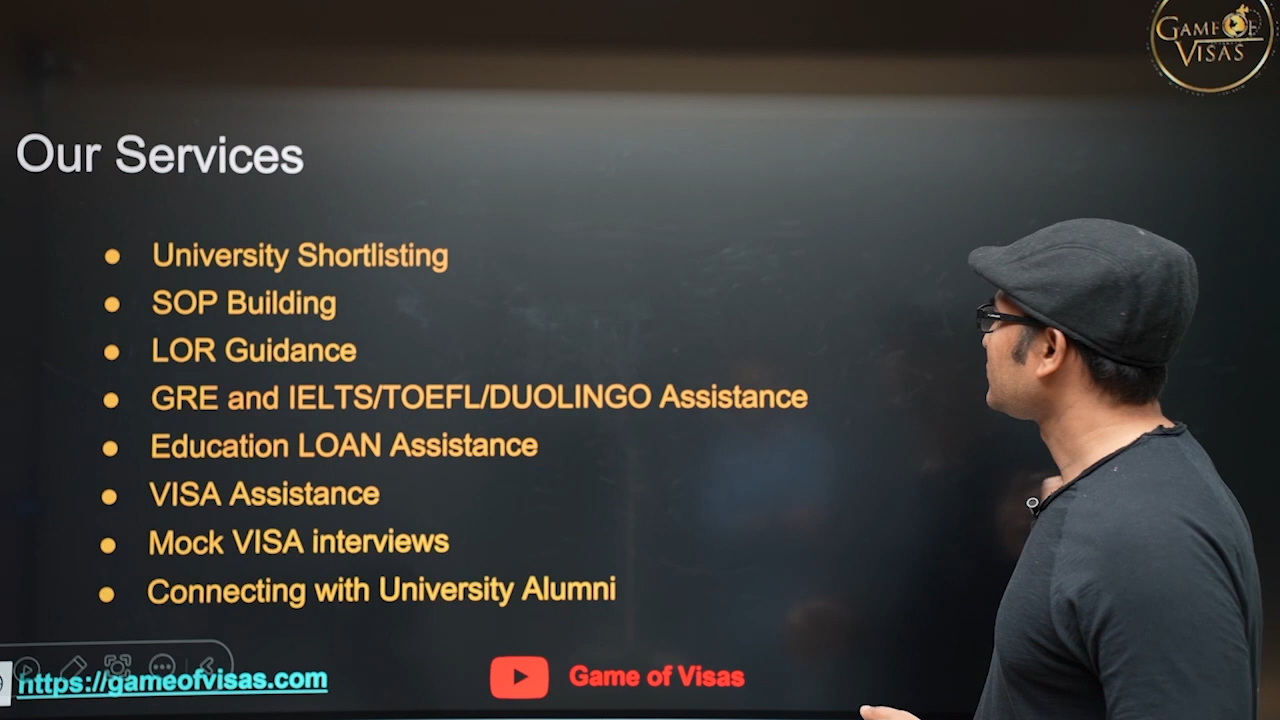 GAME OF
VISAS
Our Services
University Shortlisting
SOP Building
LOR Guidance
GRE and IELTS/TOEFL/DUOLINGO Assistance
Education LOAN Assistance
VISA Assistance
Mock VISA interviews
Connecting with University Alumni
https://gameofvisas.com
Game of Visas